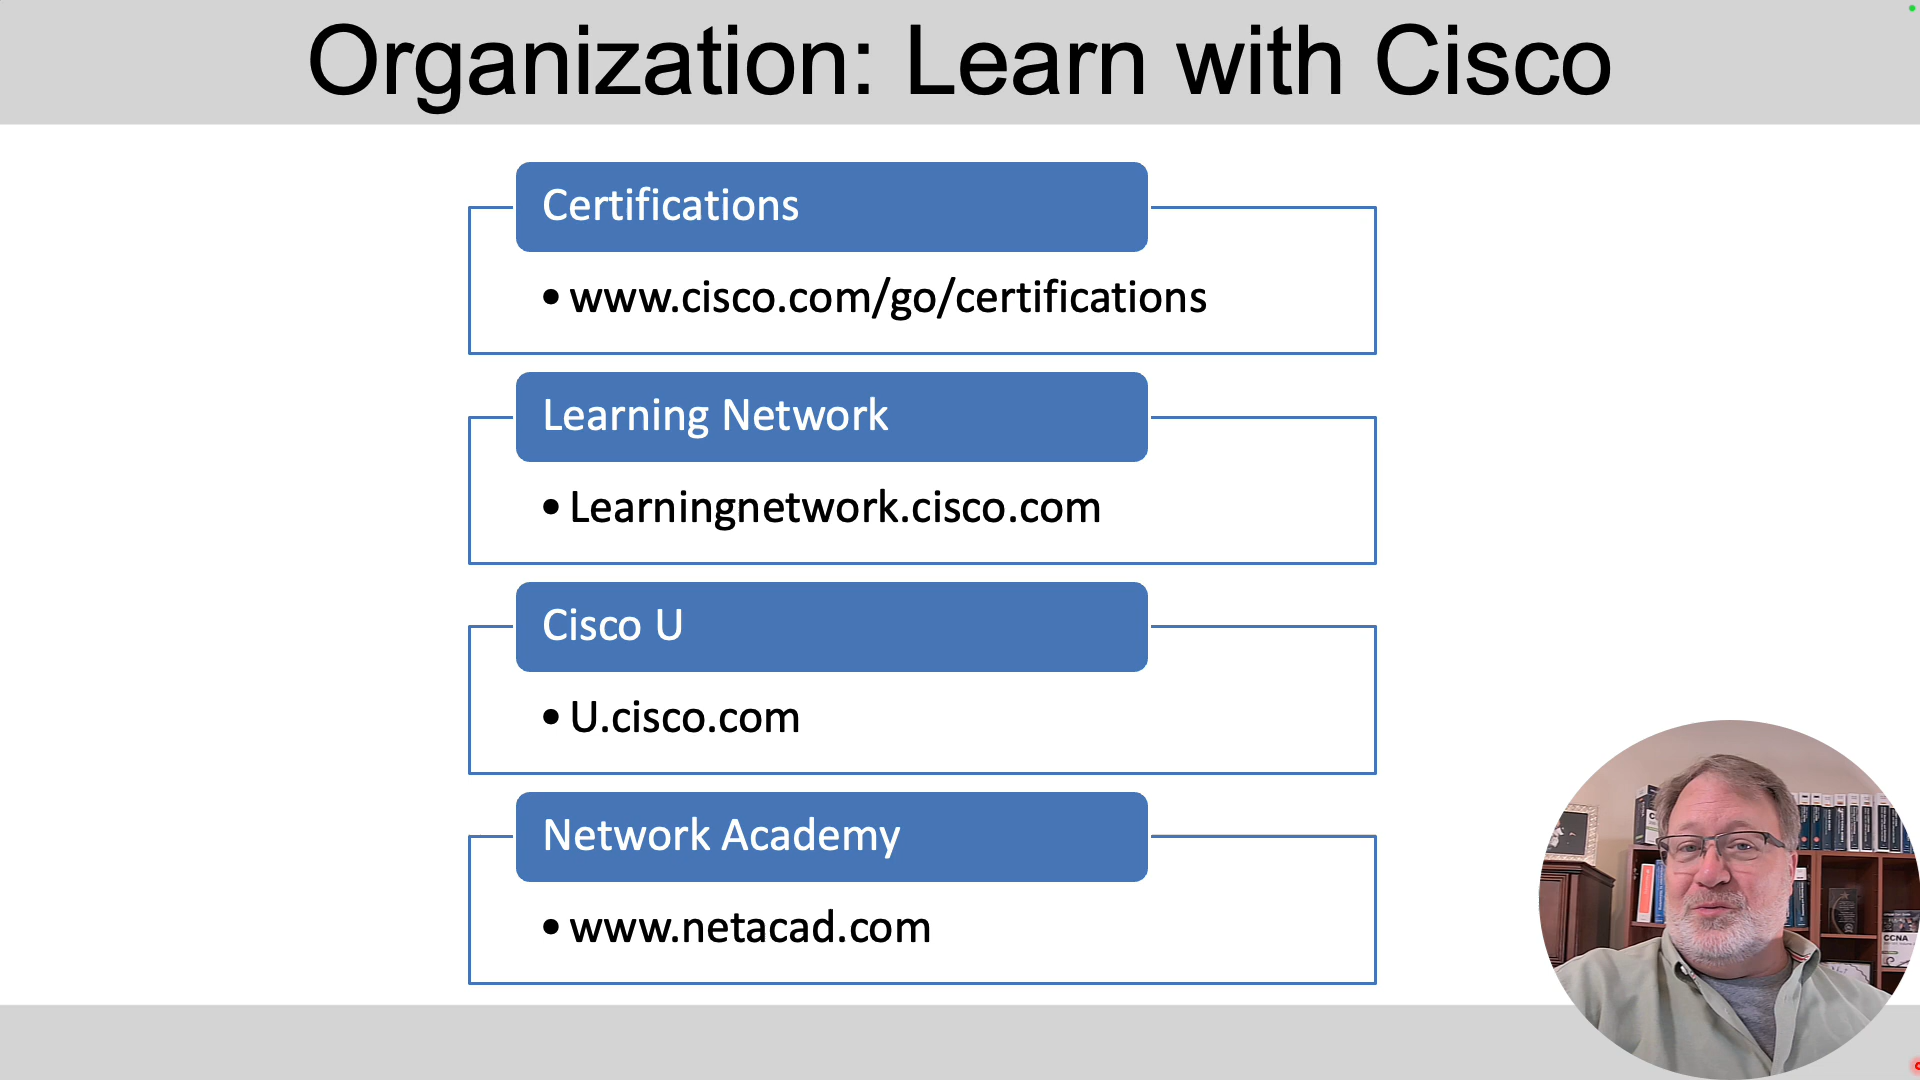 Organization: Learn with Cisco
Certifications
• www.cisco.com/go/certifications
Learning Network
• Learningnetwork.cisco.com
Cisco U
• U.cisco.com
Network Academy
• www.netacad.com
CCNA